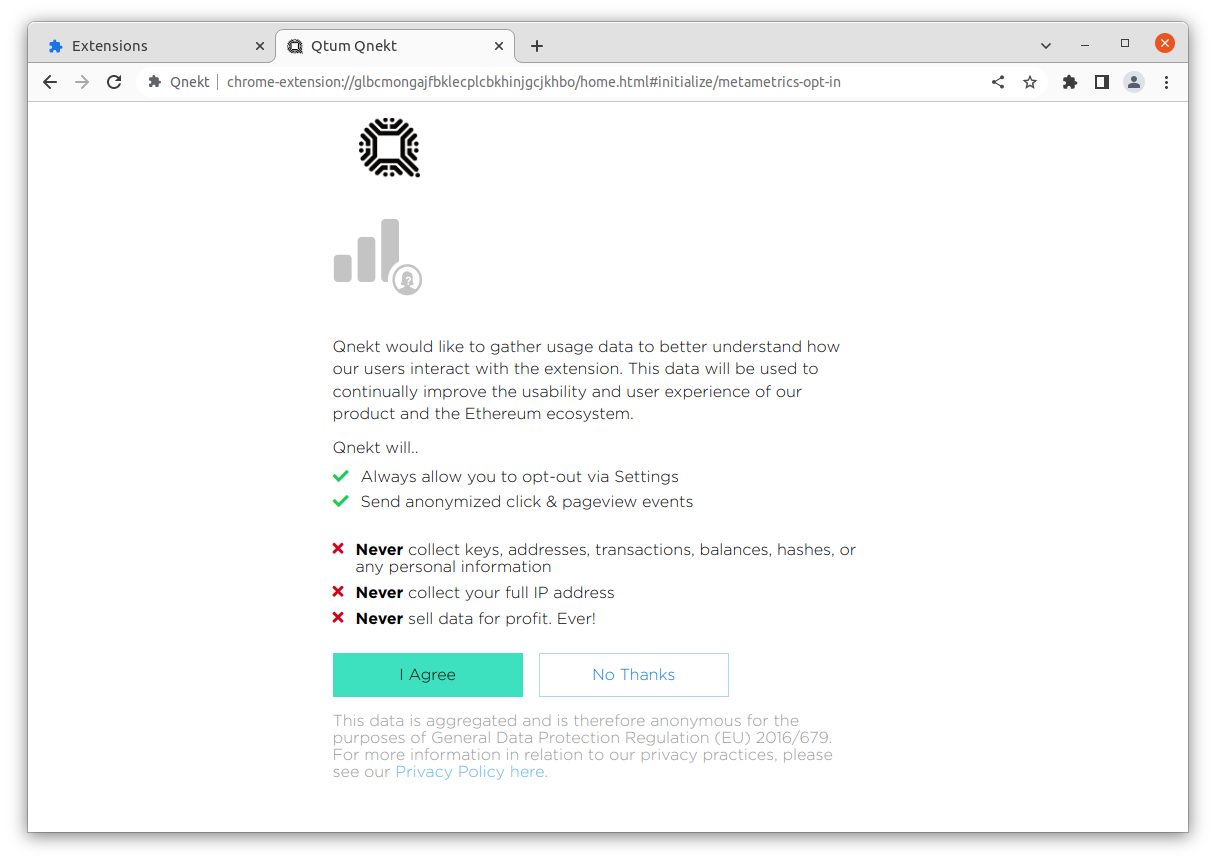 Extensions
Qtum Qnekt
Qnekt
chrome-extension://glbcmongajfbklecplcbkhinjgcjkhbo/home.html#initialize/metametrics-opt-in
Qnekt would like to gather usage data to better understand how
our users interact with the extension. This data will be used to
continually improve the usability and user experience of our
product and the Ethereum ecosystem.
Qnekt will..
Always allow you to opt-out via Settings
Send anonymized click & pageview events
Never collect keys, addresses, transactions, balances, hashes, or
any personal information
Never collect your full IP address
Never sell data for profit. Ever!
I Agree
No Thanks
This data is aggregated and is therefore anonymous for the
purposes of General Data Protection Regulation (EU) 2016/679.
For more information in relation to our privacy practices, please
see our Privacy Policy here.